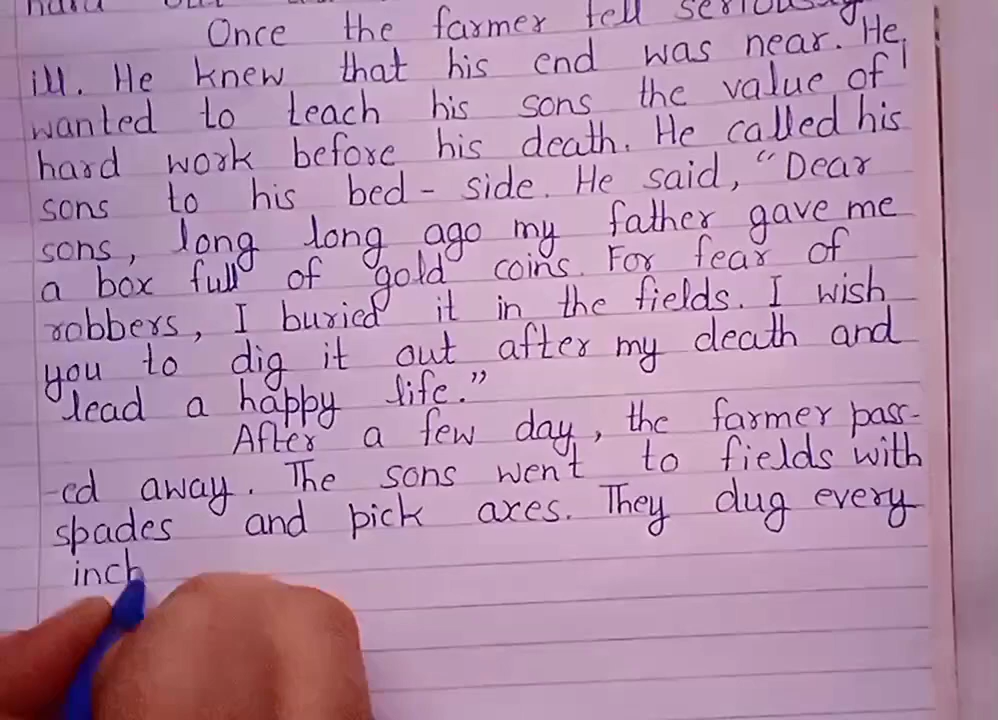 hard but
Once the farmer fell seriously
ill. He knew that his end was near. He
wanted to teach his sons the value of
hard work before his death. He called his
sons to his bed - side. He said, "Dear
sons, long long ago my father gave me
a box full of gold coins. For fear of
robbers, I buried it in the fields. I wish
you to dig it out after my death and
lead a happy life."
After a few day, the farmer pass-
-ed away. The sons went to fields with
spades and pick axes. They dug every
inch